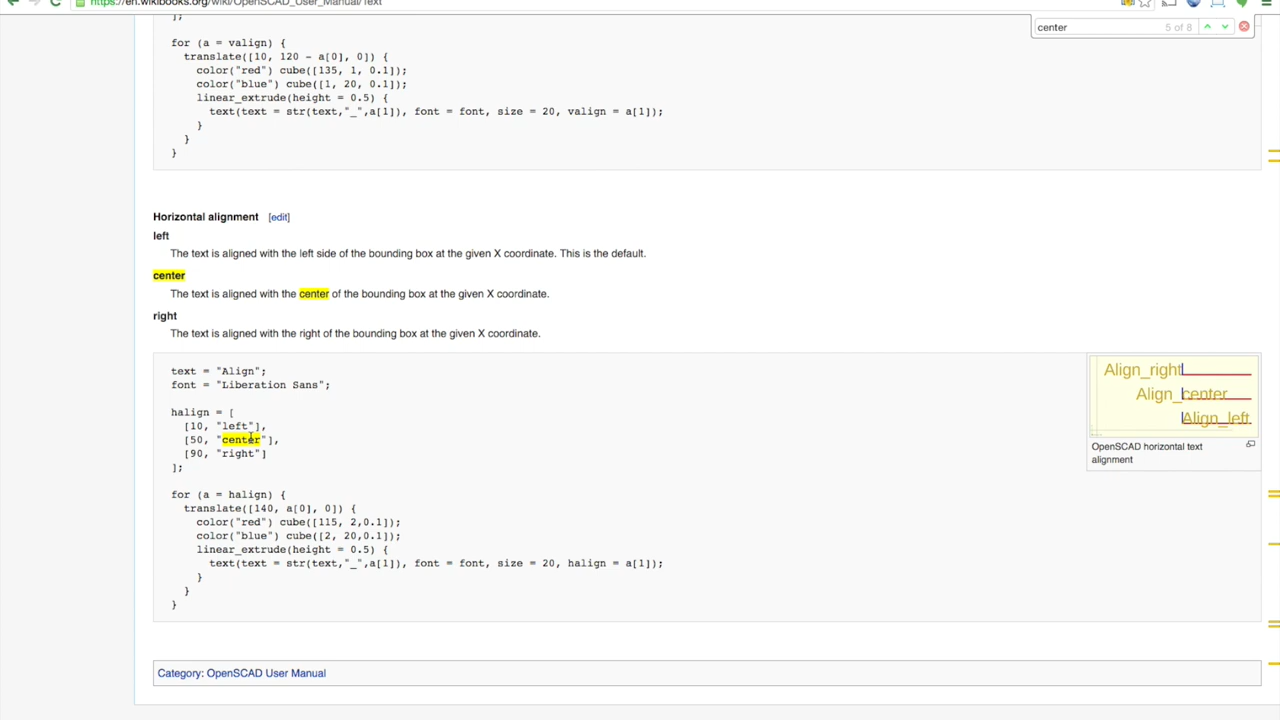 https://en.wikibooks.org/wiki/OpenSCAD_User_Manual/Text
center 5 of 8
];
for (a = valign) {
translate([10, 120 - a[0], 0]) {
color("red") cube([135, 1, 0.1]);
color("blue") cube([1, 20, 0.1]);
linear_extrude(height = 0.5) {
text(text = str(text,"_",a[1]), font = font, size = 20, valign = a[1]);
}
}
}
Horizontal alignment [edit]
left
The text is aligned with the left side of the bounding box at the given X coordinate. This is the default.
center
The text is aligned with the center of the bounding box at the given X coordinate.
right
The text is aligned with the right of the bounding box at the given X coordinate.
text = "Align";
font = "Liberation Sans";
halign = [
[10, "left"],
[50, "center"],
[90, "right"]
];
for (a = halign) {
translate([140, a[0], 0]) {
color("red") cube([115, 2,0.1]);
color("blue") cube([2, 20,0.1]);
linear_extrude(height = 0.5) {
text(text = str(text,"_",a[1]), font = font, size = 20, halign = a[1]);
}
}
}
Align_right
Align_center
Align_left
OpenSCAD horizontal text
alignment
Category: OpenSCAD User Manual